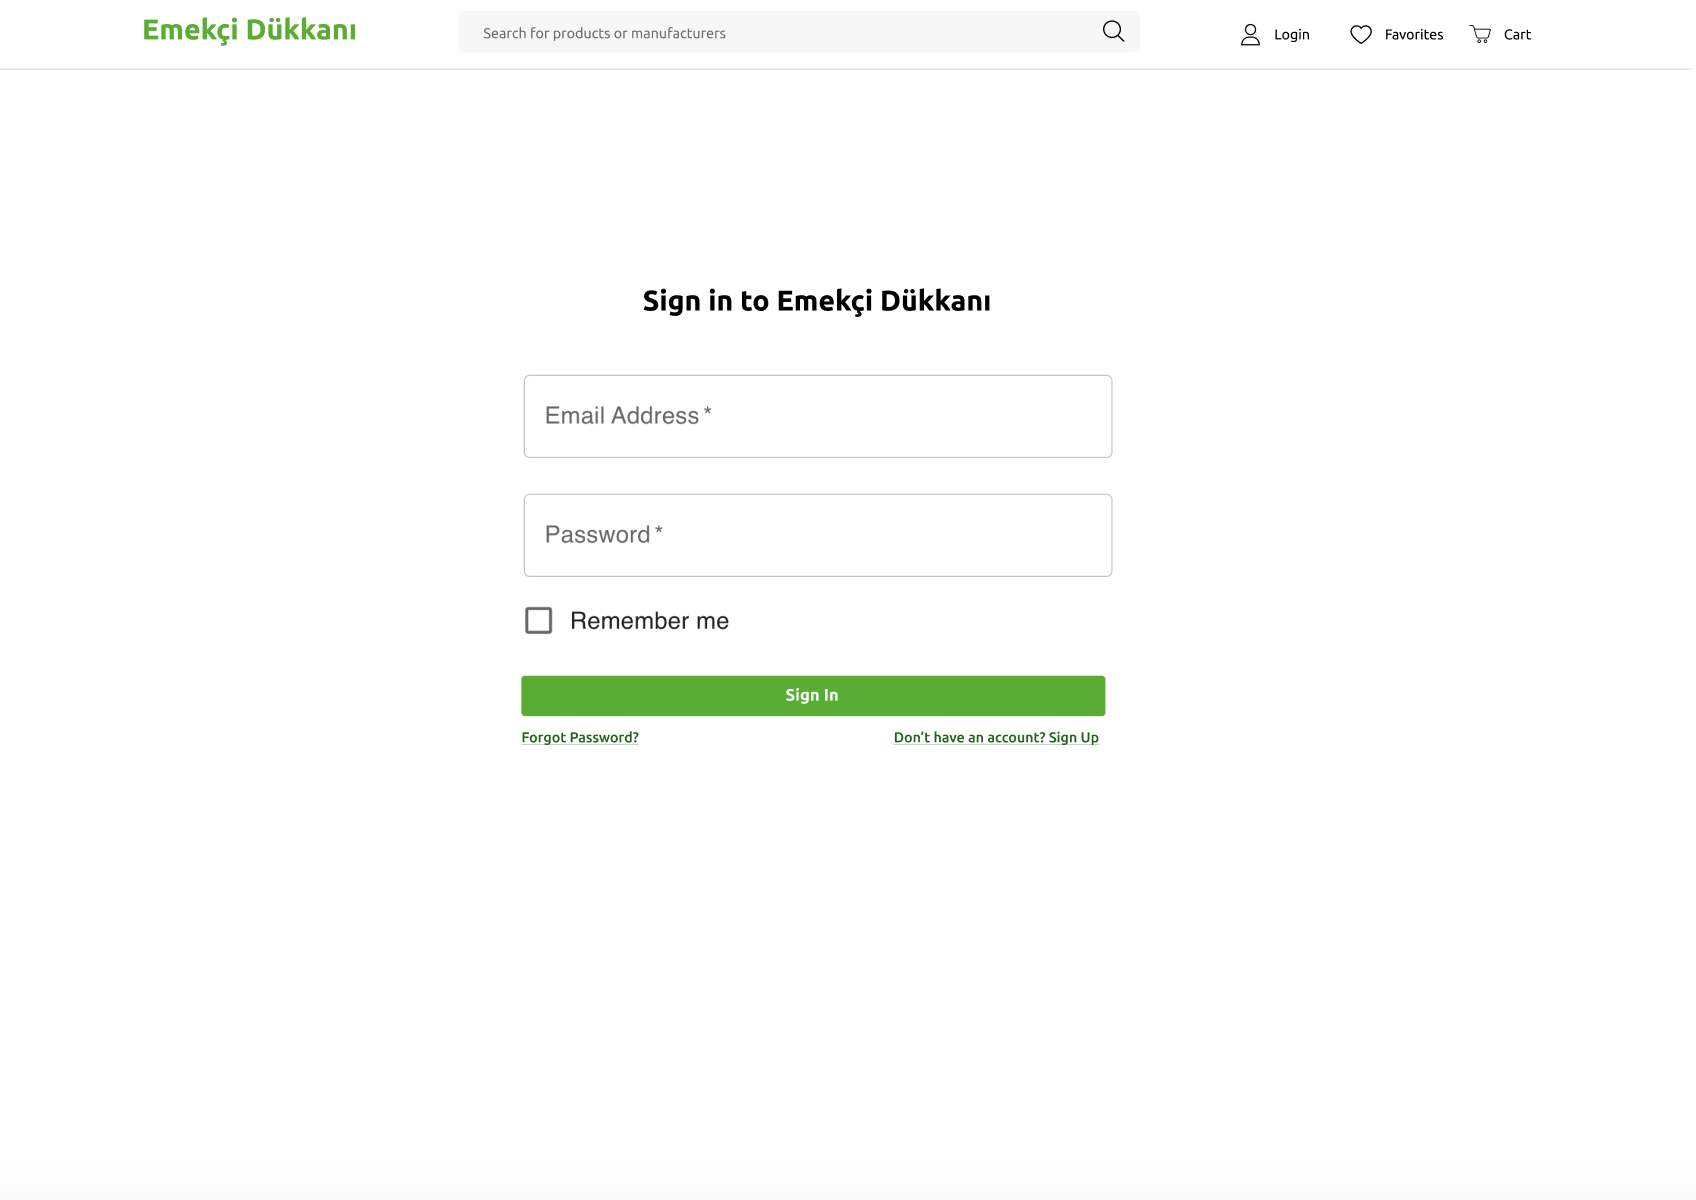 Emekçi Dükkanı
Search for products or manufacturers
Login
Favorites
Cart
Sign in to Emekçi Dükkanı
Email Address *
Password *
Remember me
Sign In
Forgot Password?
Don't have an account? Sign Up